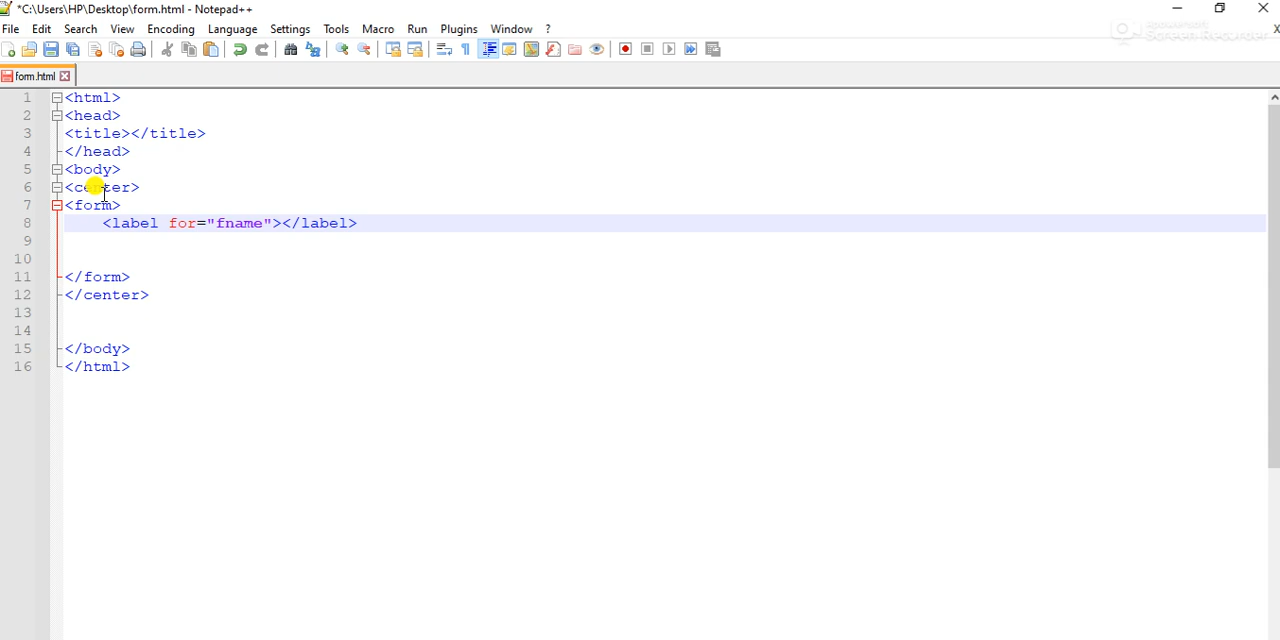 *C:\Users\HP\Desktop\form.html - Notepad++
File Edit Search View Encoding Language Settings Tools Macro Run Plugins Window ?
Screen Recorder
form.html
1 <html>
2 <head>
3 <title></title>
4 </head>
5 <body>
6 <center>
7 <form>
8 <label for="fname"></label>
9
10
11 </form>
12 </center>
13
14
15 </body>
16 </html>